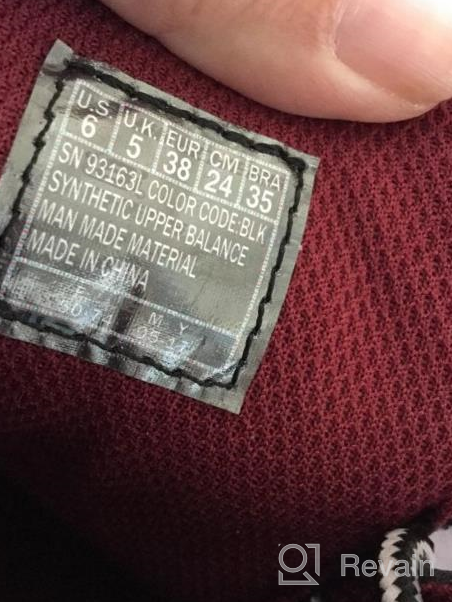 U.S. U.K. EUR CM BRA
6 5 38 24 35
SN 93163L COLOR CODE:BLK
SYNTHETIC UPPER BALANCE
MAN MADE MATERIAL
MADE IN CHINA
F M Y
Revain